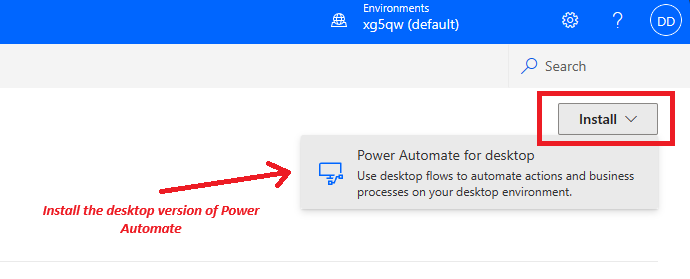 Environments
xg5qw (default)
?
DD
Search
Install
Power Automate for desktop
Use desktop flows to automate actions and business
processes on your desktop environment.
Install the desktop version of Power
Automate